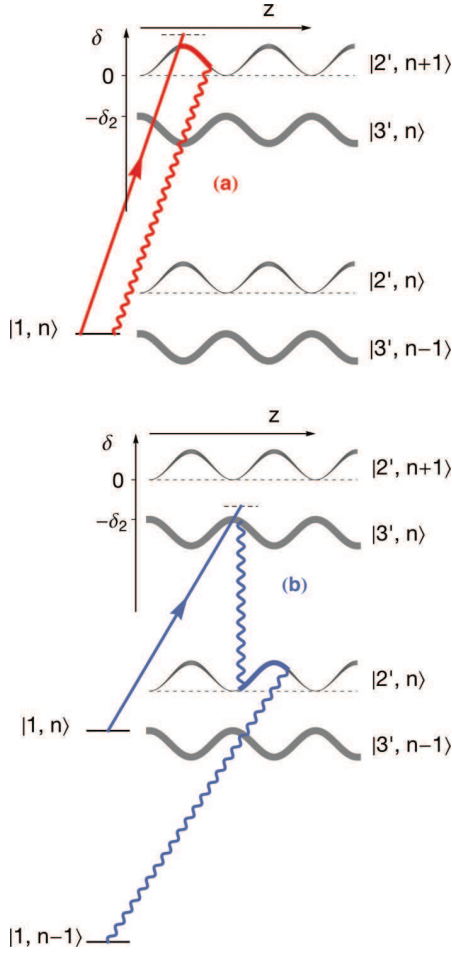 z
δ
|2', n+1⟩
0
−δ₂
|3', n⟩
(a)
|2', n⟩
|1, n⟩
|3', n−1⟩
z
δ
|2', n+1⟩
0
−δ₂
|3', n⟩
(b)
|2', n⟩
|1, n⟩
|3', n−1⟩
|1, n−1⟩